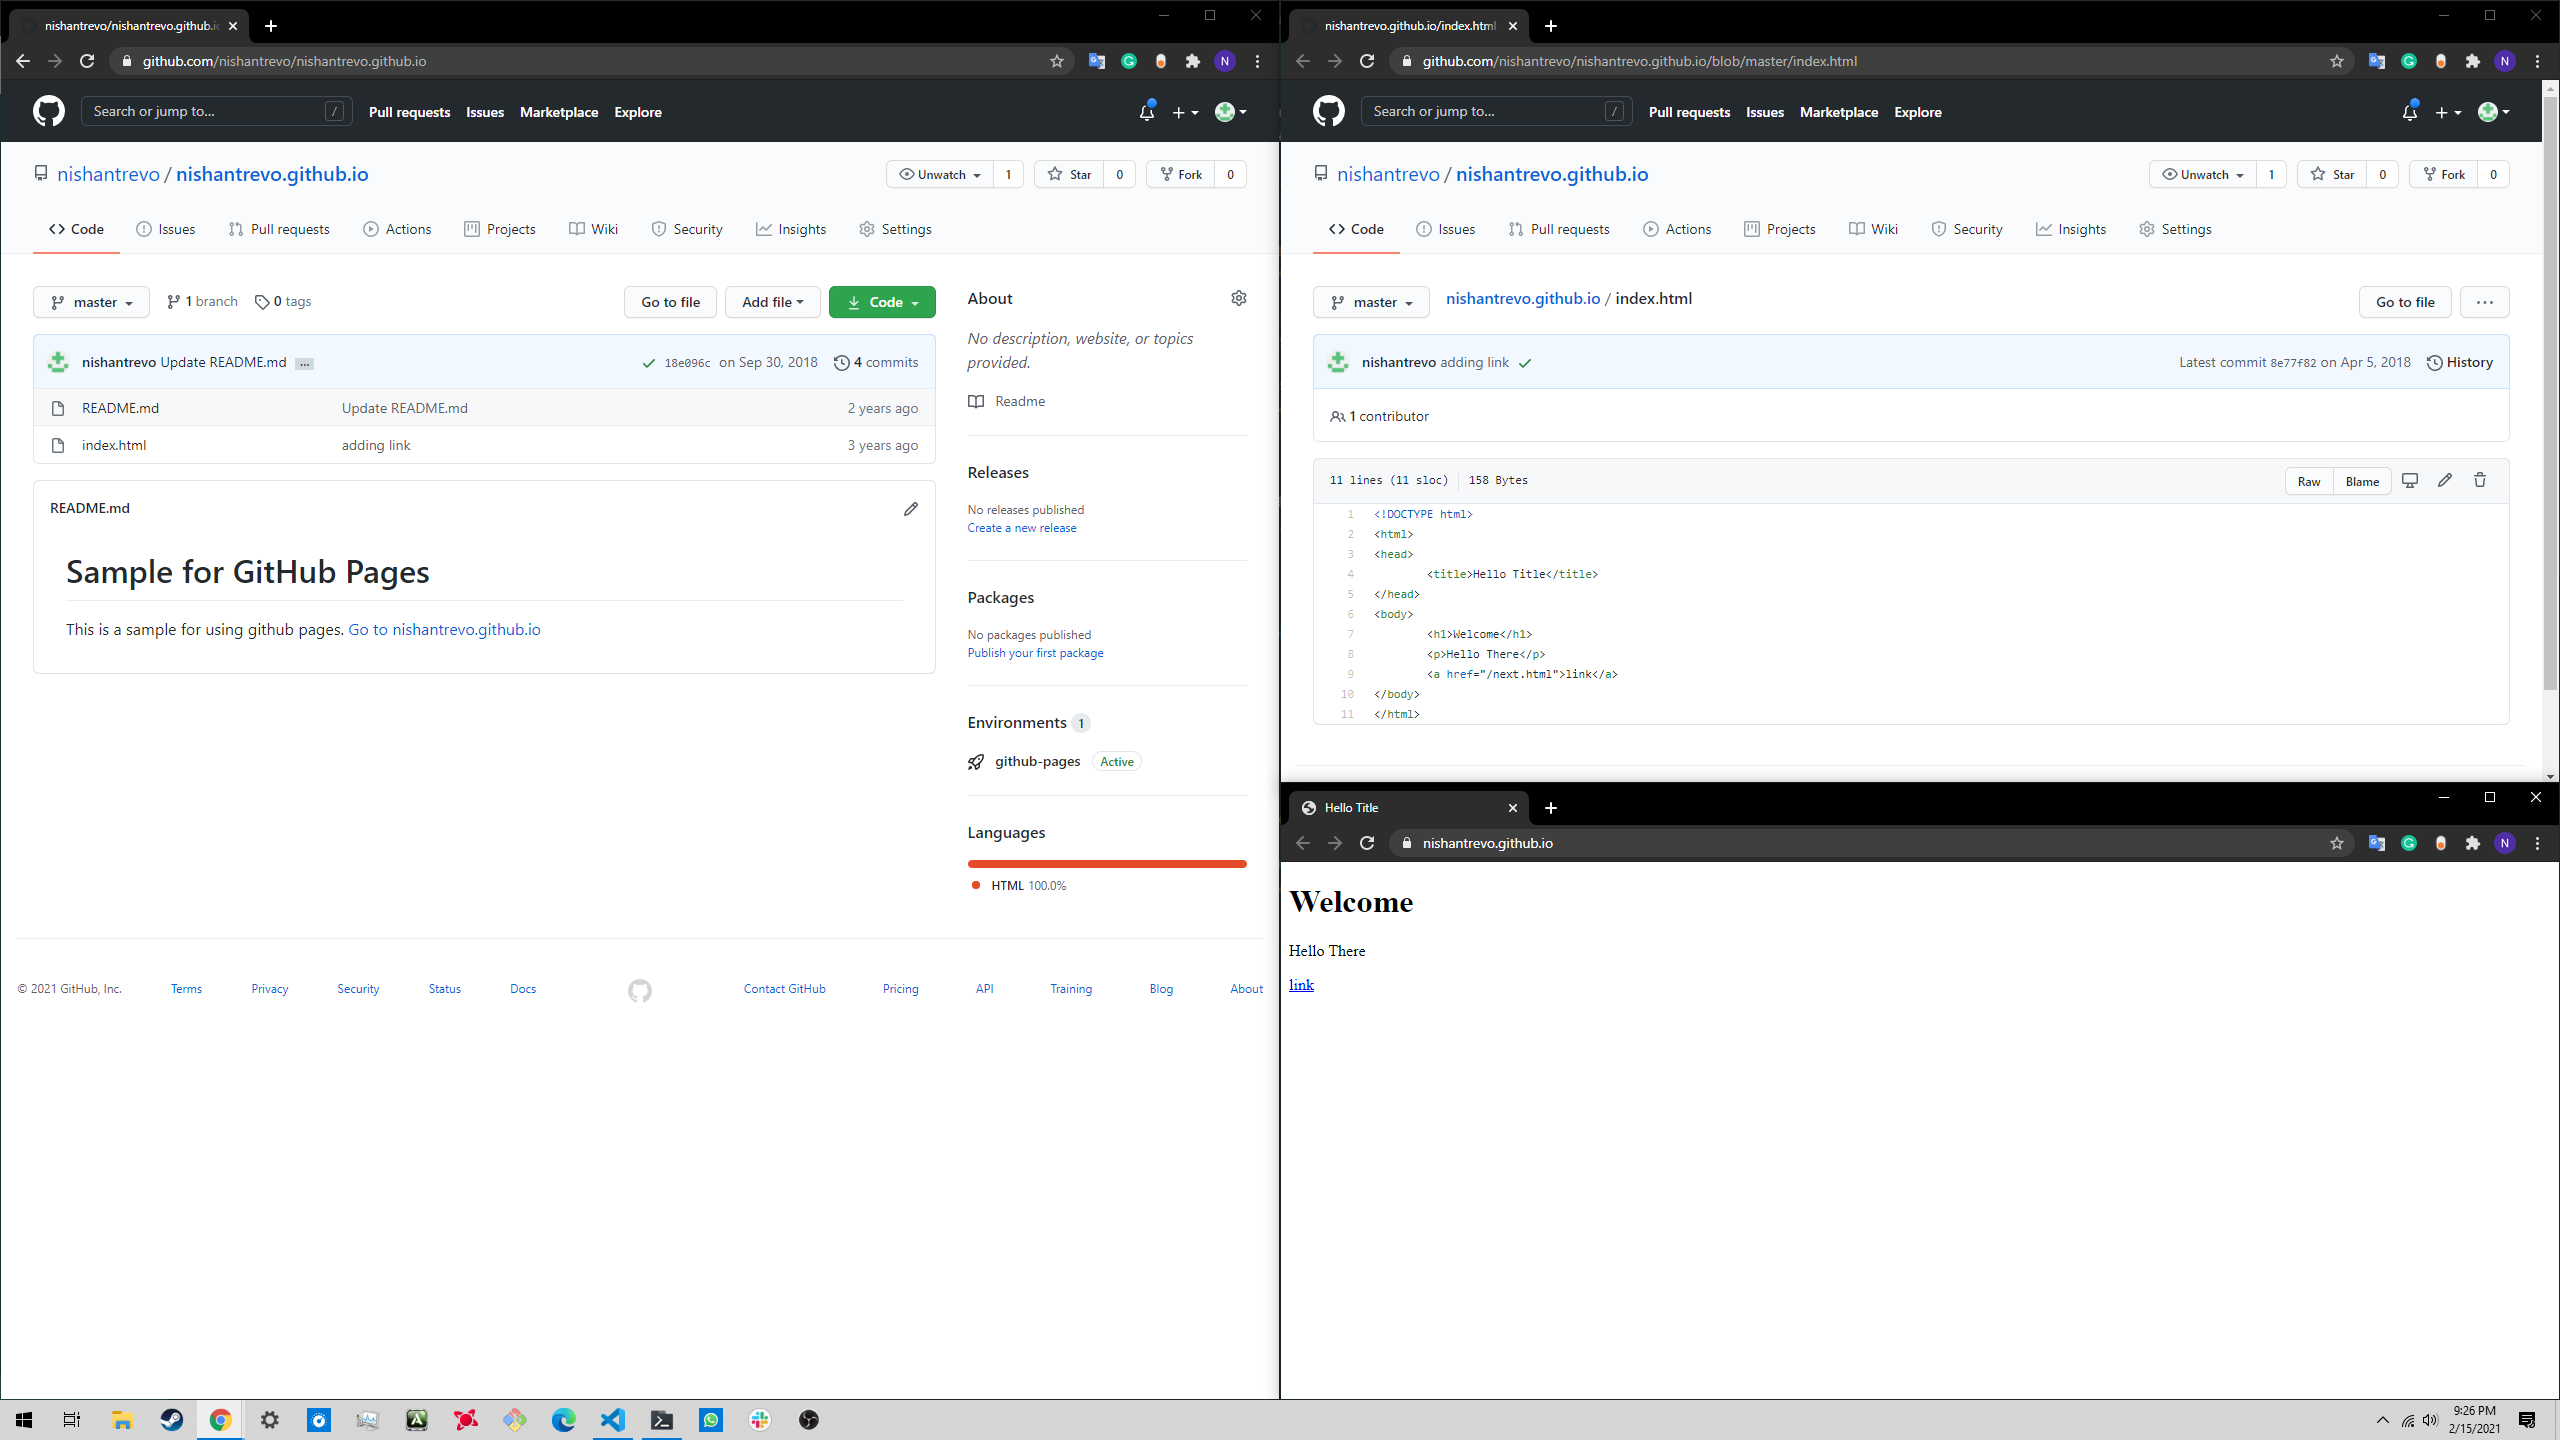 nishantrevo/nishantrevo.github.io
github.com/nishantrevo/nishantrevo.github.io
N
Search or jump to... /
Pull requests Issues Marketplace Explore
nishantrevo / nishantrevo.github.io
Unwatch 1 Star 0 Fork 0
Code Issues Pull requests Actions Projects Wiki Security Insights Settings
master 1 branch 0 tags Go to file Add file Code
nishantrevo Update README.md ... 18e096c on Sep 30, 2018 4 commits
README.md Update README.md 2 years ago
index.html adding link 3 years ago
README.md
Sample for GitHub Pages
This is a sample for using github pages. Go to nishantrevo.github.io
About
No description, website, or topics
provided.
Readme
Releases
No releases published
Create a new release
Packages
No packages published
Publish your first package
Environments 1
github-pages Active
Languages
HTML 100.0%
© 2021 GitHub, Inc. Terms Privacy Security Status Docs Contact GitHub Pricing API Training Blog About
nishantrevo.github.io/index.html
github.com/nishantrevo/nishantrevo.github.io/blob/master/index.html
N
Search or jump to... /
Pull requests Issues Marketplace Explore
nishantrevo / nishantrevo.github.io
Unwatch 1 Star 0 Fork 0
Code Issues Pull requests Actions Projects Wiki Security Insights Settings
master nishantrevo.github.io / index.html Go to file ...
nishantrevo adding link Latest commit 8e77f82 on Apr 5, 2018 History
1 contributor
11 lines (11 sloc) 158 Bytes Raw Blame
1 <!DOCTYPE html>
2 <html>
3 <head>
4 <title>Hello Title</title>
5 </head>
6 <body>
7 <h1>Welcome</h1>
8 <p>Hello There</p>
9 <a href="/next.html">link</a>
10 </body>
11 </html>
Hello Title
nishantrevo.github.io
N
Welcome
Hello There
link
9:26 PM
2/15/2021